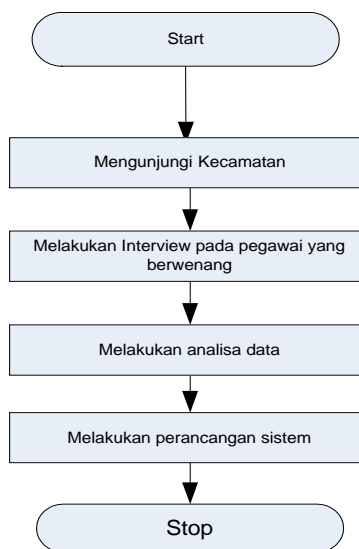 Start
Mengunjungi Kecamatan
Melakukan Interview pada pegawai yang
berwenang
Melakukan analisa data
Melakukan perancangan sistem
Stop